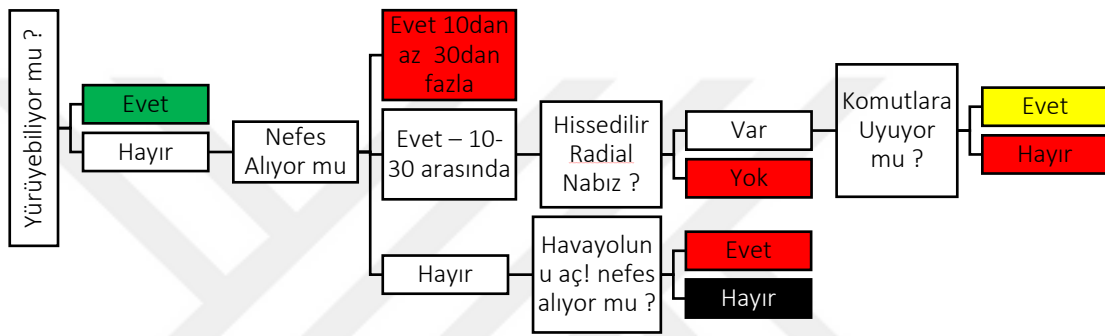 Yürüyebiliyor mu ?
Evet
Hayır
Nefes
Alıyor mu
Evet 10dan
az 30dan
fazla
Evet – 10-
30 arasında
Hayır
Hissedilir
Radial
Nabız ?
Var
Yok
Havayolun
u aç! nefes
alıyor mu ?
Evet
Hayır
Komutlara
Uyuyor
mu ?
Evet
Hayır